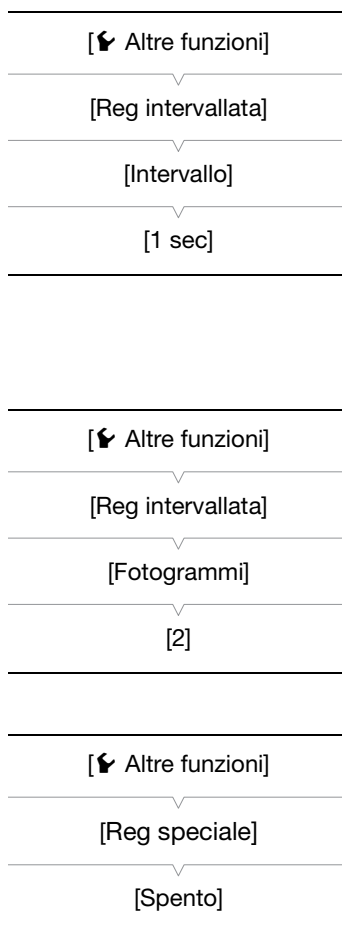 [ Altre funzioni]
[Reg intervallata]
[Intervallo]
[1 sec]
[ Altre funzioni]
[Reg intervallata]
[Fotogrammi]
[2]
[ Altre funzioni]
[Reg speciale]
[Spento]